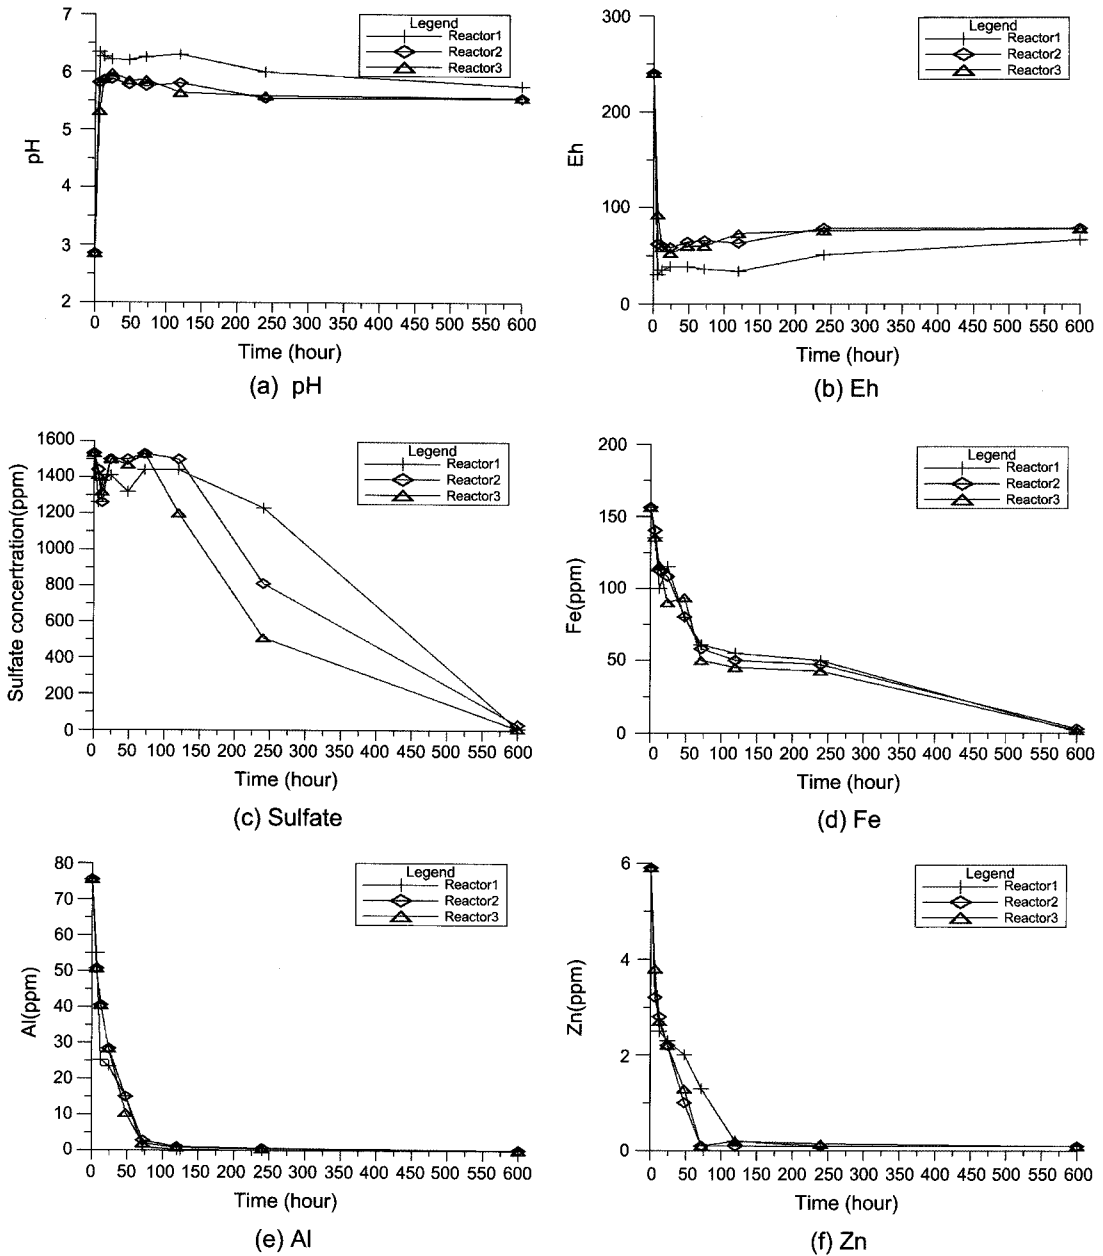 7
6
5
4
3
2
pH
Legend
Reactor1
Reactor2
Reactor3
0 50 100 150 200 250 300 350 400 450 500 550 600
Time (hour)
(a) pH
300
200
100
0
Eh
Legend
Reactor1
Reactor2
Reactor3
0 50 100 150 200 250 300 350 400 450 500 550 600
Time (hour)
(b) Eh
1600
1400
1200
1000
800
600
400
200
0
Sulfate concertration(ppm)
Legend
Reactor1
Reactor2
Reactor3
0 50 100 150 200 250 300 350 400 450 500 550 600
Time (hour)
(c) Sulfate
200
150
100
50
0
Fe(ppm)
Legend
Reactor1
Reactor2
Reactor3
0 50 100 150 200 250 300 350 400 450 500 550 600
Time (hour)
(d) Fe
80
70
60
50
40
30
20
10
0
Al(ppm)
Legend
Reactor1
Reactor2
Reactor3
0 50 100 150 200 250 300 350 400 450 500 550 600
Time (hour)
(e) Al
6
4
2
0
Zn(ppm)
Legend
Reactor1
Reactor2
Reactor3
0 50 100 150 200 250 300 350 400 450 500 550 600
Time (hour)
(f) Zn